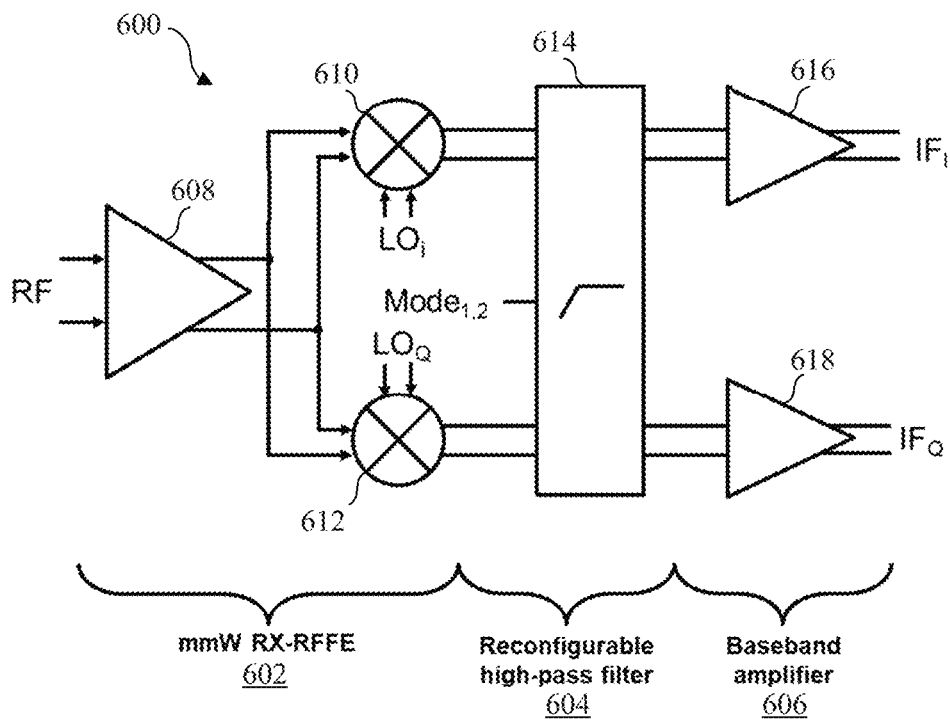 600
610
614
616
IF_I
608
RF
LO_I
Mode_1,2
LO_Q
618
IF_Q
612
mmW RX-RFFE
602
Reconfigurable
high-pass filter
604
Baseband
amplifier
606